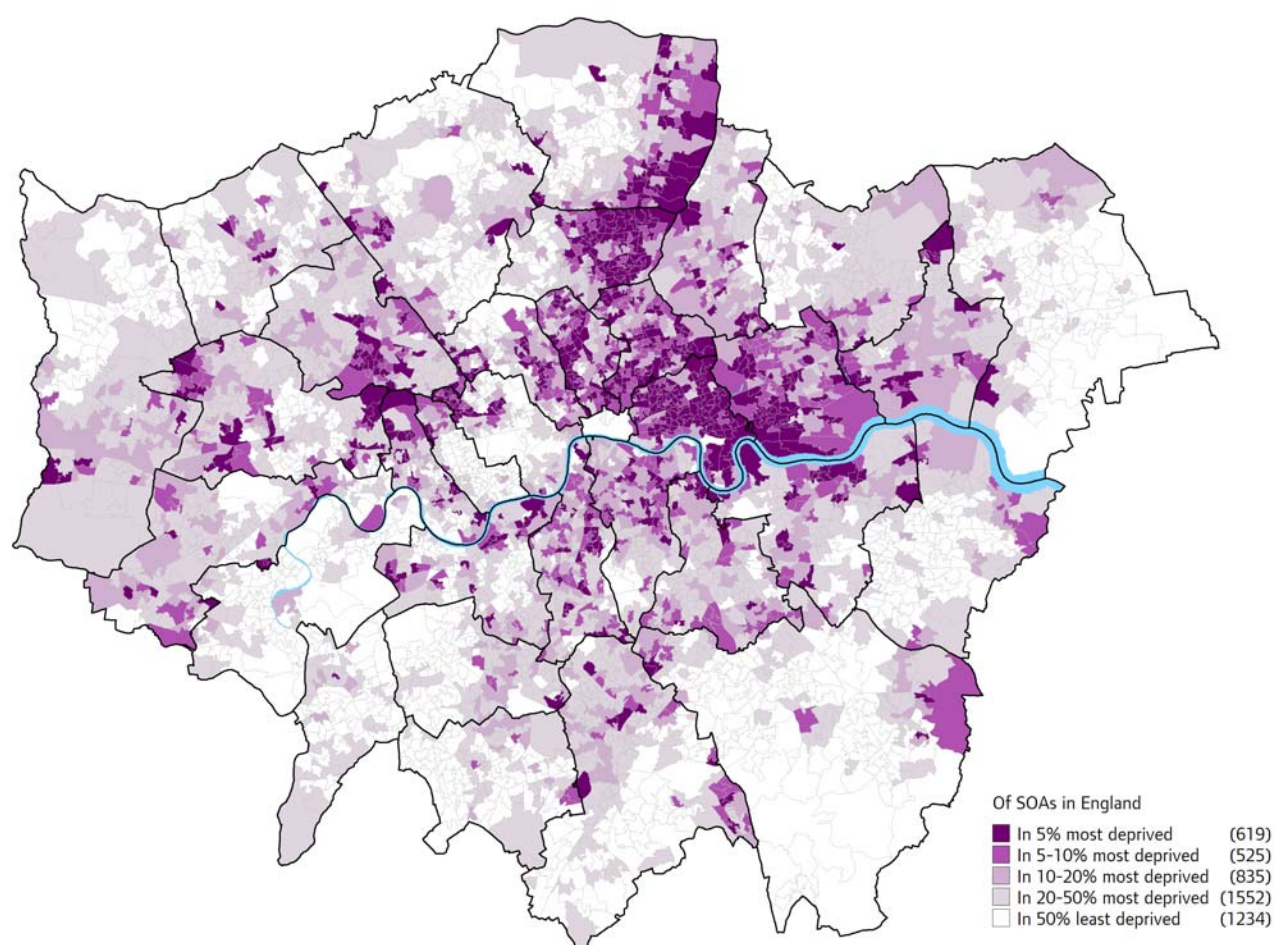 Of SOAs in England
In 5% most deprived (619)
In 5-10% most deprived (525)
In 10-20% most deprived (835)
In 20-50% most deprived (1552)
In 50% least deprived (1234)